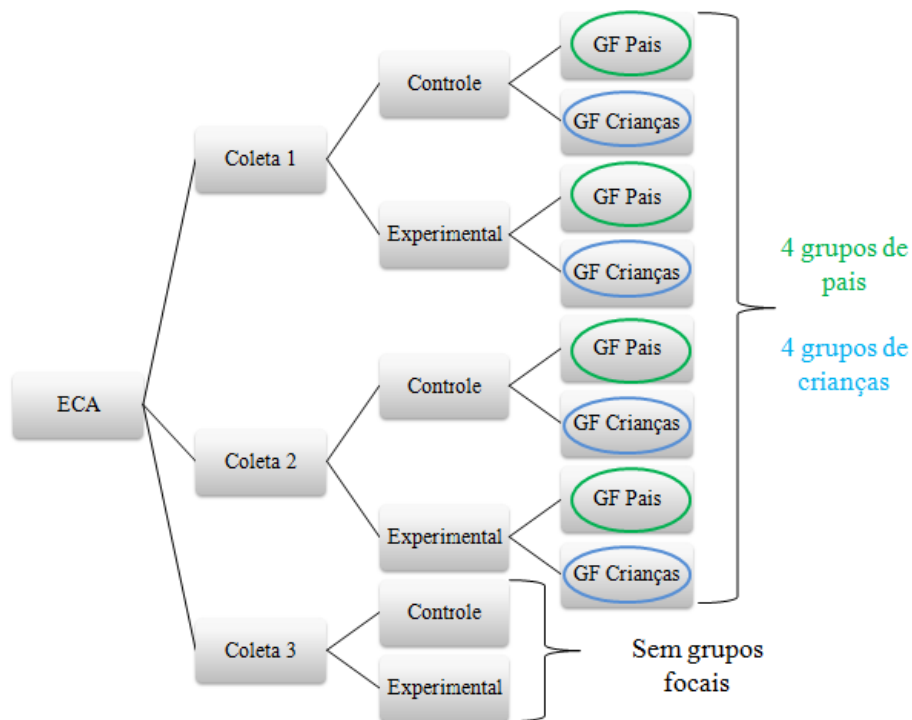 GF Pais
Controle
GF Crianças
Coleta 1
GF Pais
Experimental
GF Crianças
4 grupos de
pais
GF Pais
4 grupos de
crianças
Controle
ECA
GF Crianças
Coleta 2
GF Pais
Experimental
GF Crianças
Controle
Coleta 3
Sem grupos
focais
Experimental